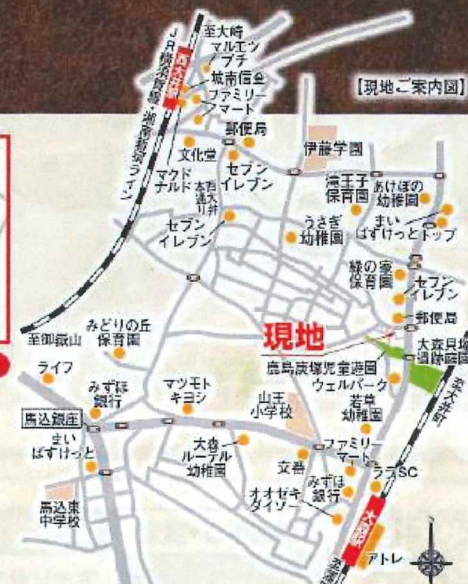 【現地ご案内図】
至大崎
マルエツ
プチ
西大井駅
JR横須賀線・湘南新宿ライン
城南信金
ファミリー
マート
郵便局
文化堂
セブン
イレブン
マクド
ナルド
西大井
本通り
セブン
イレブン
伊藤学園
滝王子
保育園
あけぼの
幼稚園
うさぎ
幼稚園
まい
ばすけっと
トップ
緑の家
保育園
セブン
イレブン
郵便局
現地
大森貝塚
遺跡庭園
至大井町
鹿島庚塚児童遊園
ウェルパーク
至御嶽山
みどりの丘
保育園
ライフ
みずほ
銀行
マツモト
キヨシ
山王
小学校
若草
幼稚園
馬込銀座
まい
ばすけっと
大森
ルーテル
幼稚園
交番
ファミリー
マート
ララSC
みずほ
銀行
オオゼキ
ダイソー
馬込東
中学校
大森駅
アトレ